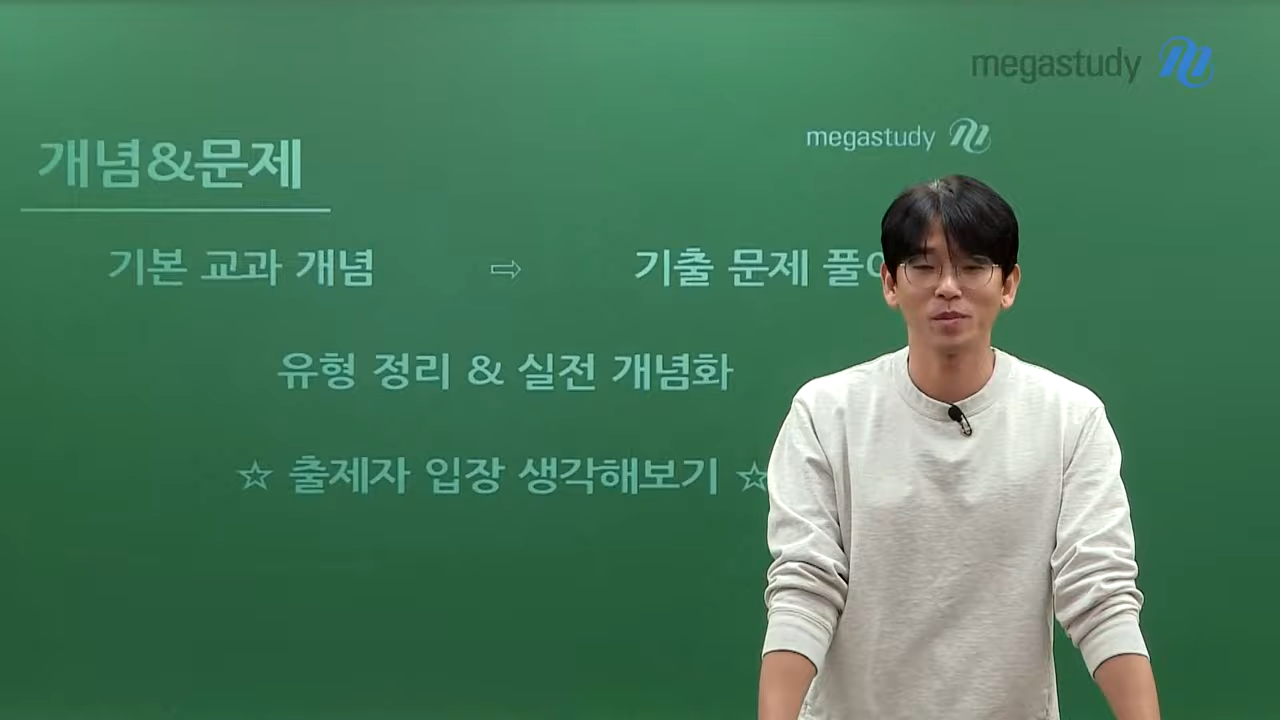 megastudy
megastudy
개념&문제
기본 교과 개념 ⇨ 기출 문제
유형 정리 & 실전 개념화
☆ 출제자 입장 생각해보기 ☆